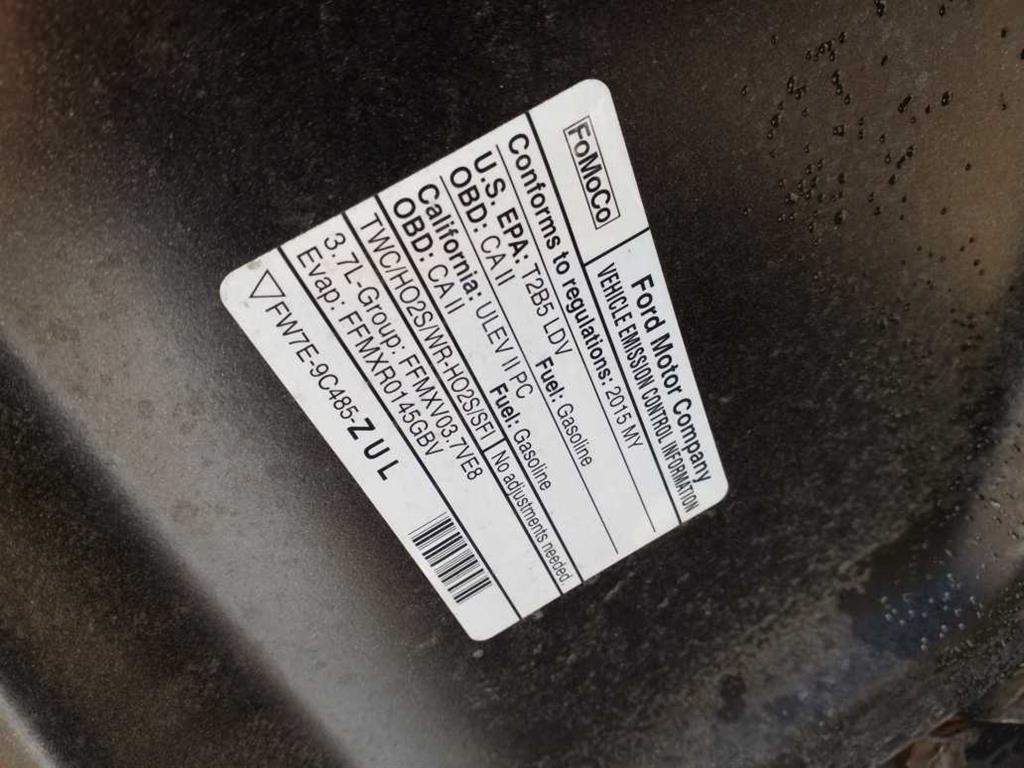 FoMoCo
Ford Motor Company
VEHICLE EMISSION CONTROL INFORMATION
Conforms to regulations: 2015 MY
U.S. EPA: T2B5 LDV Fuel: Gasoline
OBD: CA II
California: ULEV II PC Fuel: Gasoline
OBD: CA II
TWC/HO2S/WR-HO2S/SFI No adjustments needed.
3.7L-Group: FFMXV03.7VE8
Evap: FFMXR0145GBV
FW7E-9C485-ZUL